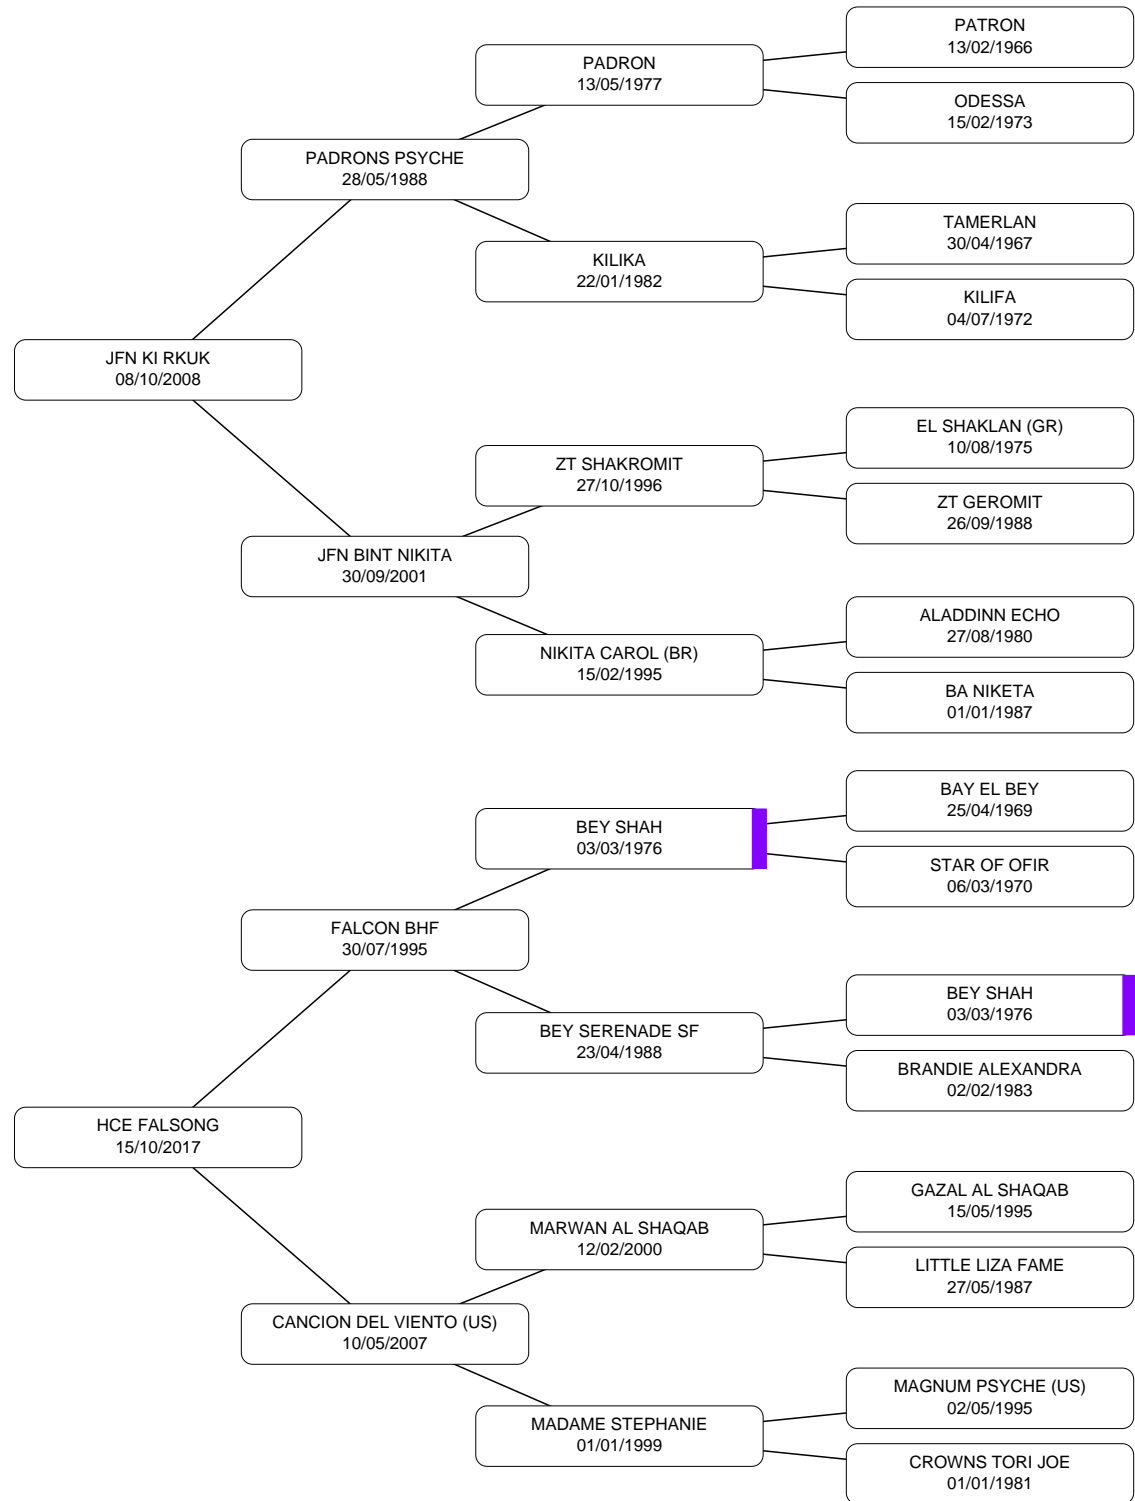 PATRON
13/02/1966
PADRON
13/05/1977
ODESSA
15/02/1973
PADRONS PSYCHE
28/05/1988
TAMERLAN
30/04/1967
KILIKA
22/01/1982
KILIFA
04/07/1972
JFN KI RKUK
08/10/2008
EL SHAKLAN (GR)
10/08/1975
ZT SHAKROMIT
27/10/1996
ZT GEROMIT
26/09/1988
JFN BINT NIKITA
30/09/2001
ALADDINN ECHO
27/08/1980
NIKITA CAROL (BR)
15/02/1995
BA NIKETA
01/01/1987
BAY EL BEY
25/04/1969
BEY SHAH
03/03/1976
STAR OF OFIR
06/03/1970
FALCON BHF
30/07/1995
BEY SHAH
03/03/1976
BEY SERENADE SF
23/04/1988
BRANDIE ALEXANDRA
02/02/1983
HCE FALSONG
15/10/2017
GAZAL AL SHAQAB
15/05/1995
MARWAN AL SHAQAB
12/02/2000
LITTLE LIZA FAME
27/05/1987
CANCION DEL VIENTO (US)
10/05/2007
MAGNUM PSYCHE (US)
02/05/1995
MADAME STEPHANIE
01/01/1999
CROWNS TORI JOE
01/01/1981